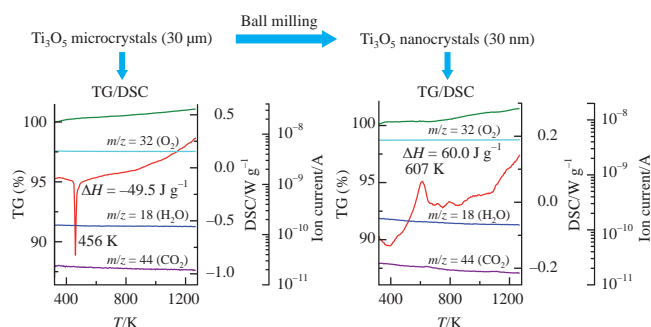 Ball milling
Ti₃O₅ microcrystals (30 μm)
Ti₃O₅ nanocrystals (30 nm)
TG/DSC
100
95
90
TG (%)
m/z = 32 (O₂)
ΔH = −49.5 J g⁻¹
m/z = 18 (H₂O)
456 K
m/z = 44 (CO₂)
0.5
0.0
−0.5
−1.0
DSC/W g⁻¹
10⁻⁸
10⁻⁹
10⁻¹⁰
10⁻¹¹
Ion current/A
400 800 1200
T/K
TG/DSC
100
95
90
TG (%)
m/z = 32 (O₂)
ΔH = 60.0 J g⁻¹
607 K
m/z = 18 (H₂O)
m/z = 44 (CO₂)
0.2
0.0
−0.2
DSC/W g⁻¹
10⁻⁸
10⁻⁹
10⁻¹⁰
10⁻¹¹
Ion current/A
400 800 1200
T/K